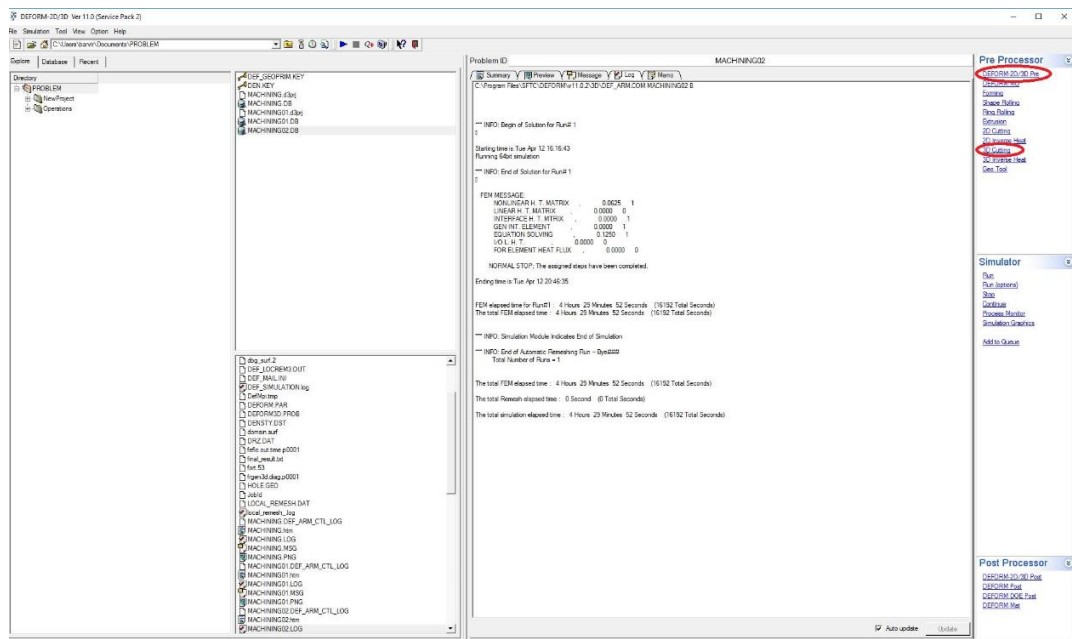 DEFORM-2D/3D Ver 11.0 (Service Pack 2)
File Simulation Tool View Option Help
C:\Users\barvir\Documents\PROBLEM
Explore Database Recent
Directory
PROBLEM
NewProject
Operations
DEF_GEOPRIM.KEY
DEN.KEY
MACHINING.d3prj
MACHINING.DB
MACHINING01.d3prj
MACHINING01.DB
MACHINING02.DB
dbg_surf.2
DEF_LOCREM3.OUT
DEF_MAIL.INI
DEF_SIMULATION.log
DefMp.tmp
DEFORM.PAR
DEFORM3D.PROB
DENSTY.DST
domain.surf
DRZ.DAT
feflo.out.time.p0001
final_result.txt
fort.53
frgen3d.diag.p0001
HOLE.GEO
JobId
LOCAL_REMESH.DAT
local_remesh_.log
MACHINING.DEF_ARM_CTL_LOG
MACHINING.htm
MACHINING.LOG
MACHINING.MSG
MACHINING.PNG
MACHINING01.DEF_ARM_CTL_LOG
MACHINING01.htm
MACHINING01.LOG
MACHINING01.MSG
MACHINING01.PNG
MACHINING02.DEF_ARM_CTL_LOG
MACHINING02.htm
MACHINING02.LOG
Problem ID MACHINING02
Summary Preview Message Log Memo
C:\Program Files\SFTC\DEFORM\v11.0.2\3D\DEF_ARM.COM MACHINING02 B
*** INFO: Begin of Solution for Run# 1
Starting time is: Tue Apr 12 16:16:43
Running 64bit simulation
*** INFO: End of Solution for Run# 1
FEM MESSAGE:
NONLINEAR H. T. MATRIX , 0.0625 1
LINEAR H. T. MATRIX , 0.0000 0
INTERFACE H. T. MTRIX , 0.0000 1
GEN INT. ELEMENT , 0.0000 1
EQUATION SOLVING , 0.1250 1
I/O L. H. T. , 0.0000 0
FOR ELEMENT HEAT FLUX , 0.0000 0
NORMAL STOP: The assigned steps have been completed.
Ending time is: Tue Apr 12 20:46:35
FEM elapsed time for Run#1 : 4 Hours 29 Minutes 52 Seconds (16192 Total Seconds)
The total FEM elapsed time : 4 Hours 29 Minutes 52 Seconds (16192 Total Seconds)
*** INFO: Simulation Module Indicates End of Simulation
*** INFO: End of Automatic Remeshing Run -- Bye###
Total Number of Runs = 1
The total FEM elapsed time : 4 Hours 29 Minutes 52 Seconds (16192 Total Seconds)
The total Remesh elapsed time : 0 Second (0 Total Seconds)
The total simulation elapsed time : 4 Hours 29 Minutes 52 Seconds (16192 Total Seconds)
Auto update Update
Pre Processor
DEFORM-2D/3D Pre
Forming
Shape Rolling
Ring Rolling
Extrusion
2D Cutting
2D Inverse Heat
3D Cutting
3D Inverse Heat
Geo Tool
Simulator
Run
Run (options)
Stop
Continue
Process Monitor
Simulation Graphics
Add to Queue
Post Processor
DEFORM-2D/3D Post
DEFORM Post
DEFORM DOE Post
DEFORM Mat